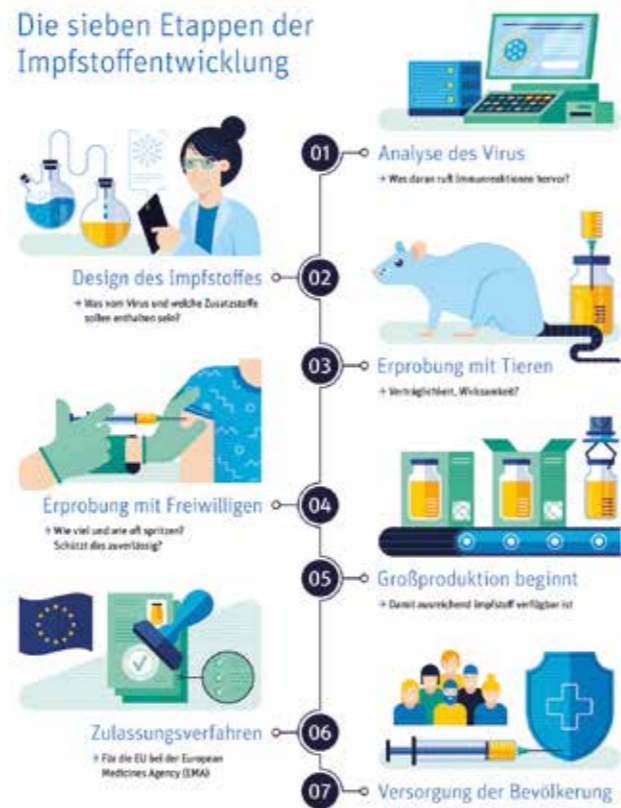 Die sieben Etappen der
Impfstoffentwicklung
01
Analyse des Virus
→ Was daran ruft Immunreaktionen hervor?
02
Design des Impfstoffes
→ Was vom Virus und welche Zusatzstoffe
sollen enthalten sein?
03
Erprobung mit Tieren
→ Verträglichkeit, Wirksamkeit?
04
Erprobung mit Freiwilligen
→ Wie viel und wie oft spritzen?
Schützt das zuverlässig?
05
Großproduktion beginnt
→ Damit ausreichend Impfstoff verfügbar ist
06
Zulassungsverfahren
→ Für die EU bei der European
Medicines Agency (EMA)
07
Versorgung der Bevölkerung